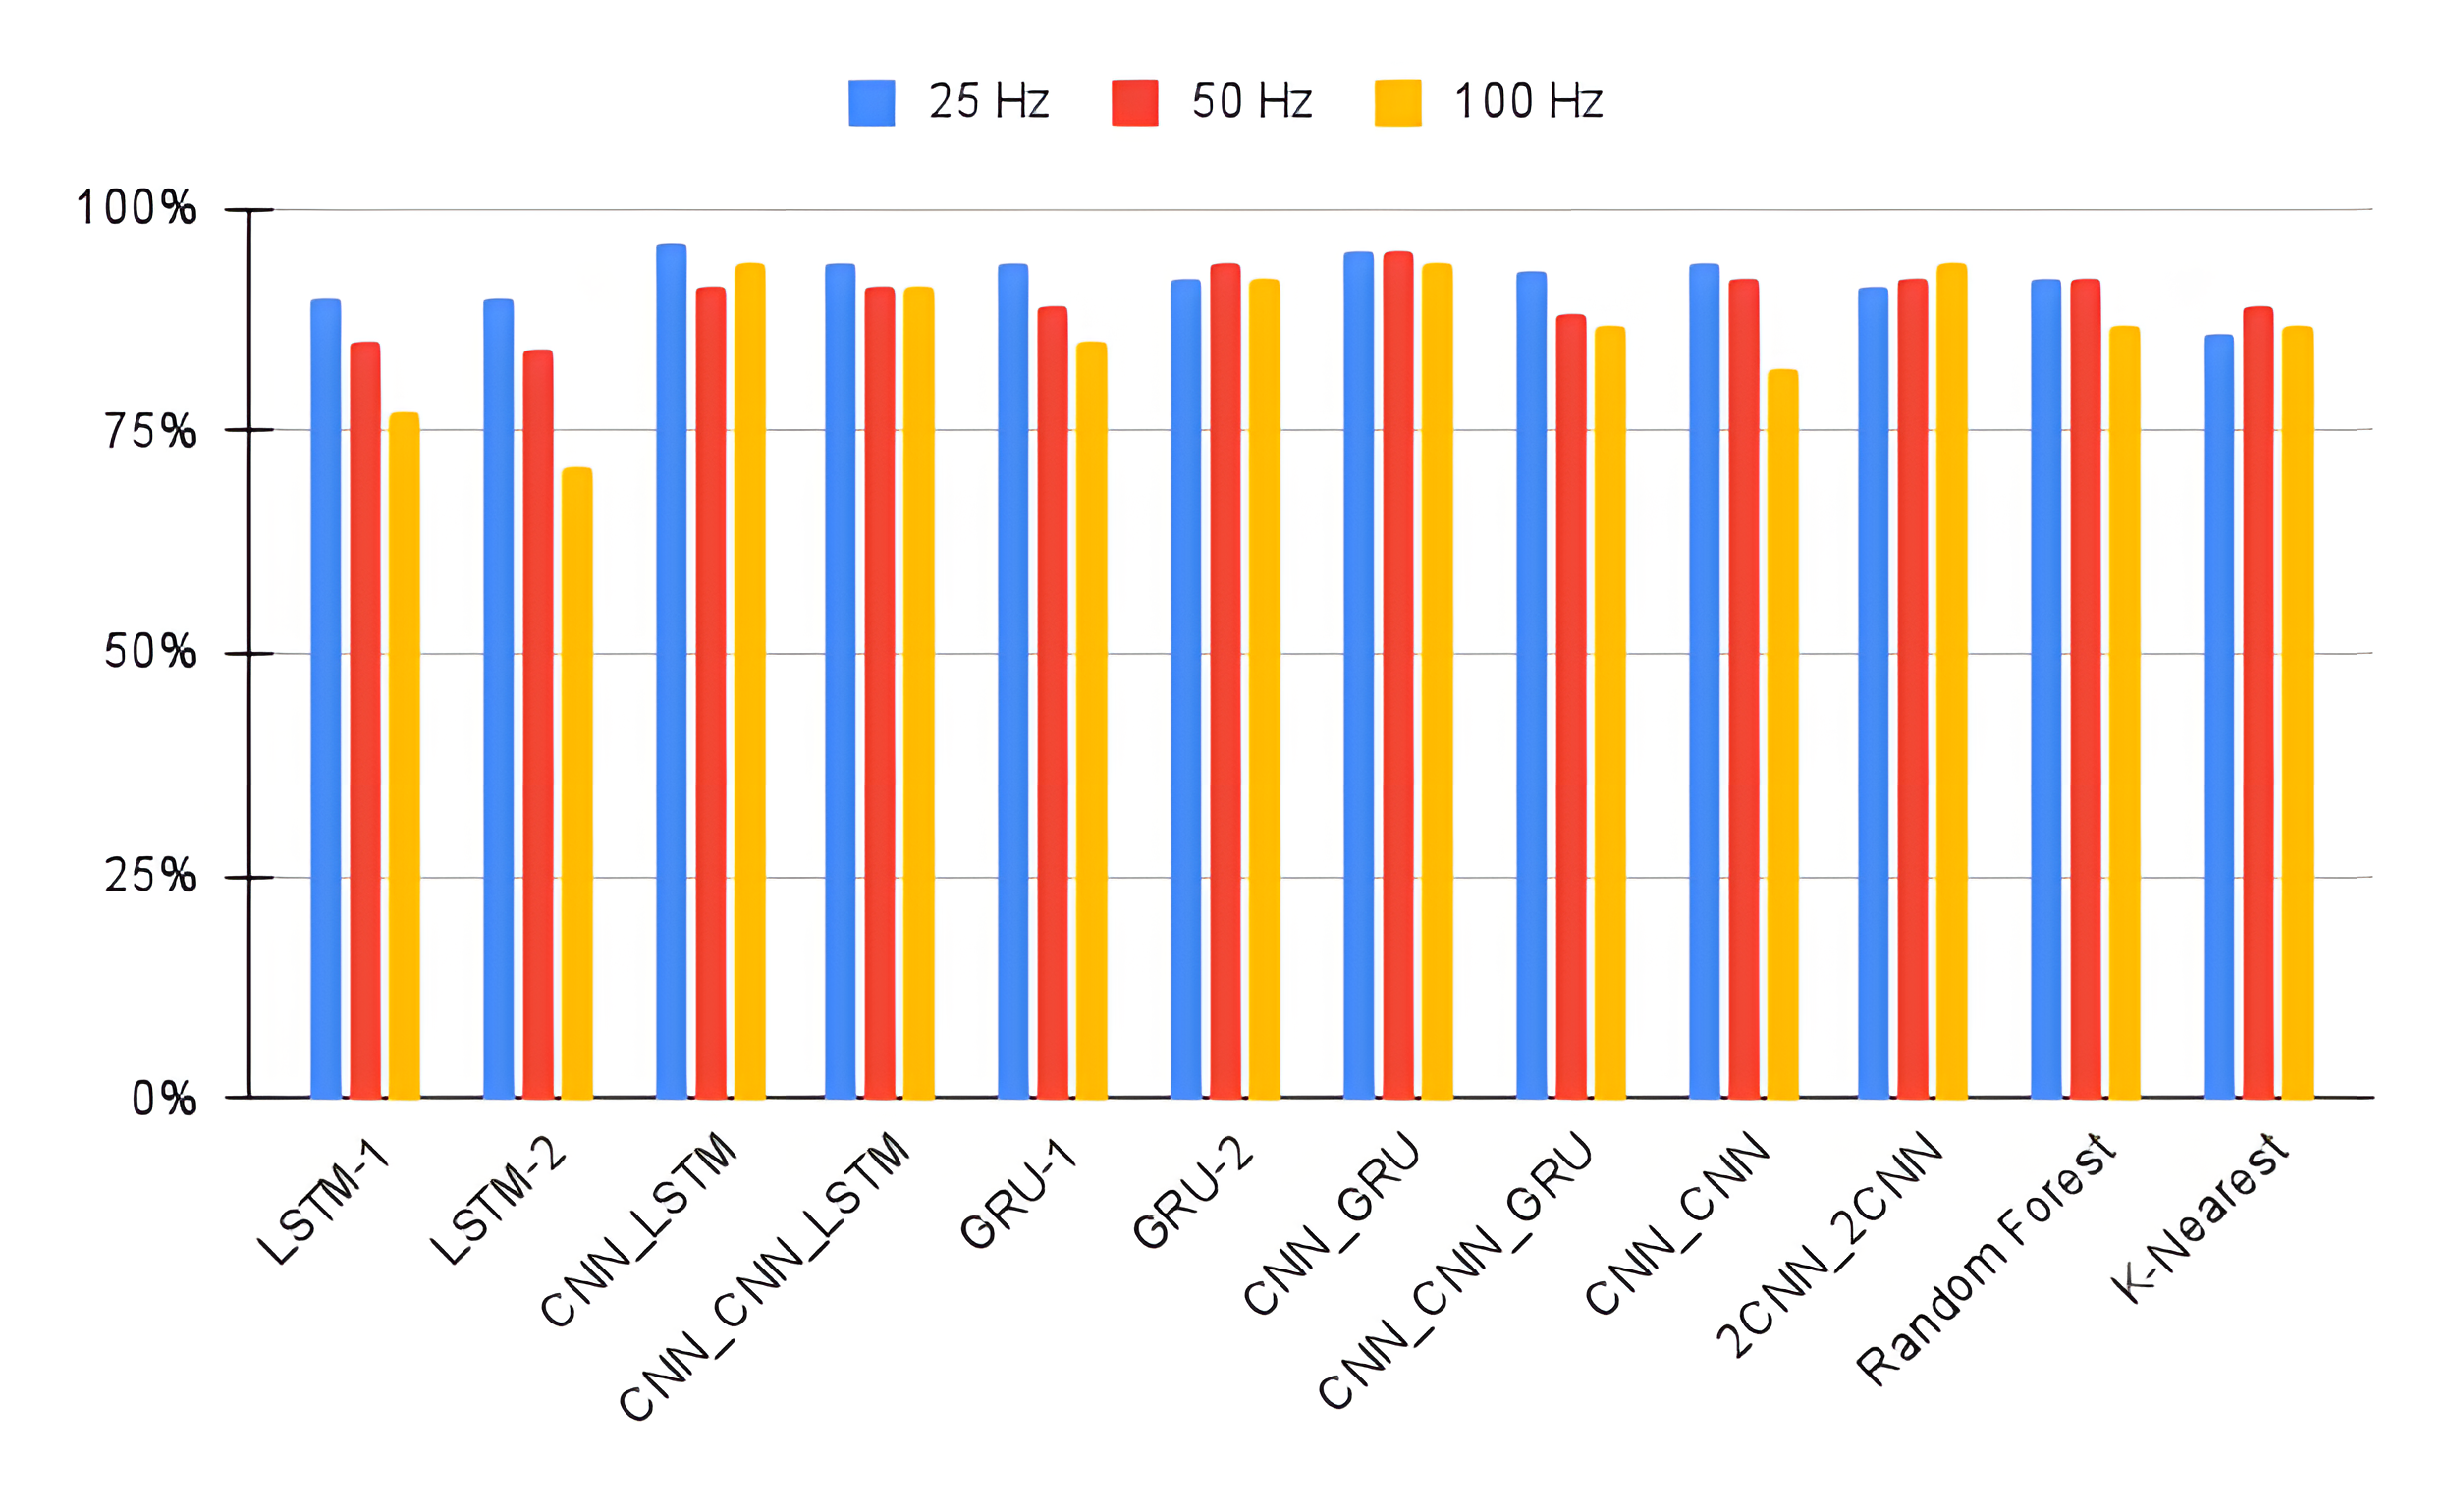 25 Hz 50 Hz 100 Hz
100%
75%
50%
25%
0%
LSTM-1
LSTM-2
CNN_LSTM
CNN_CNN_LSTM
GRU-1
GRU-2
CNN_GRU
CNN_CNN_GRU
CNN_CNN
2CNN_2CNN
Random Forest
K-Nearest